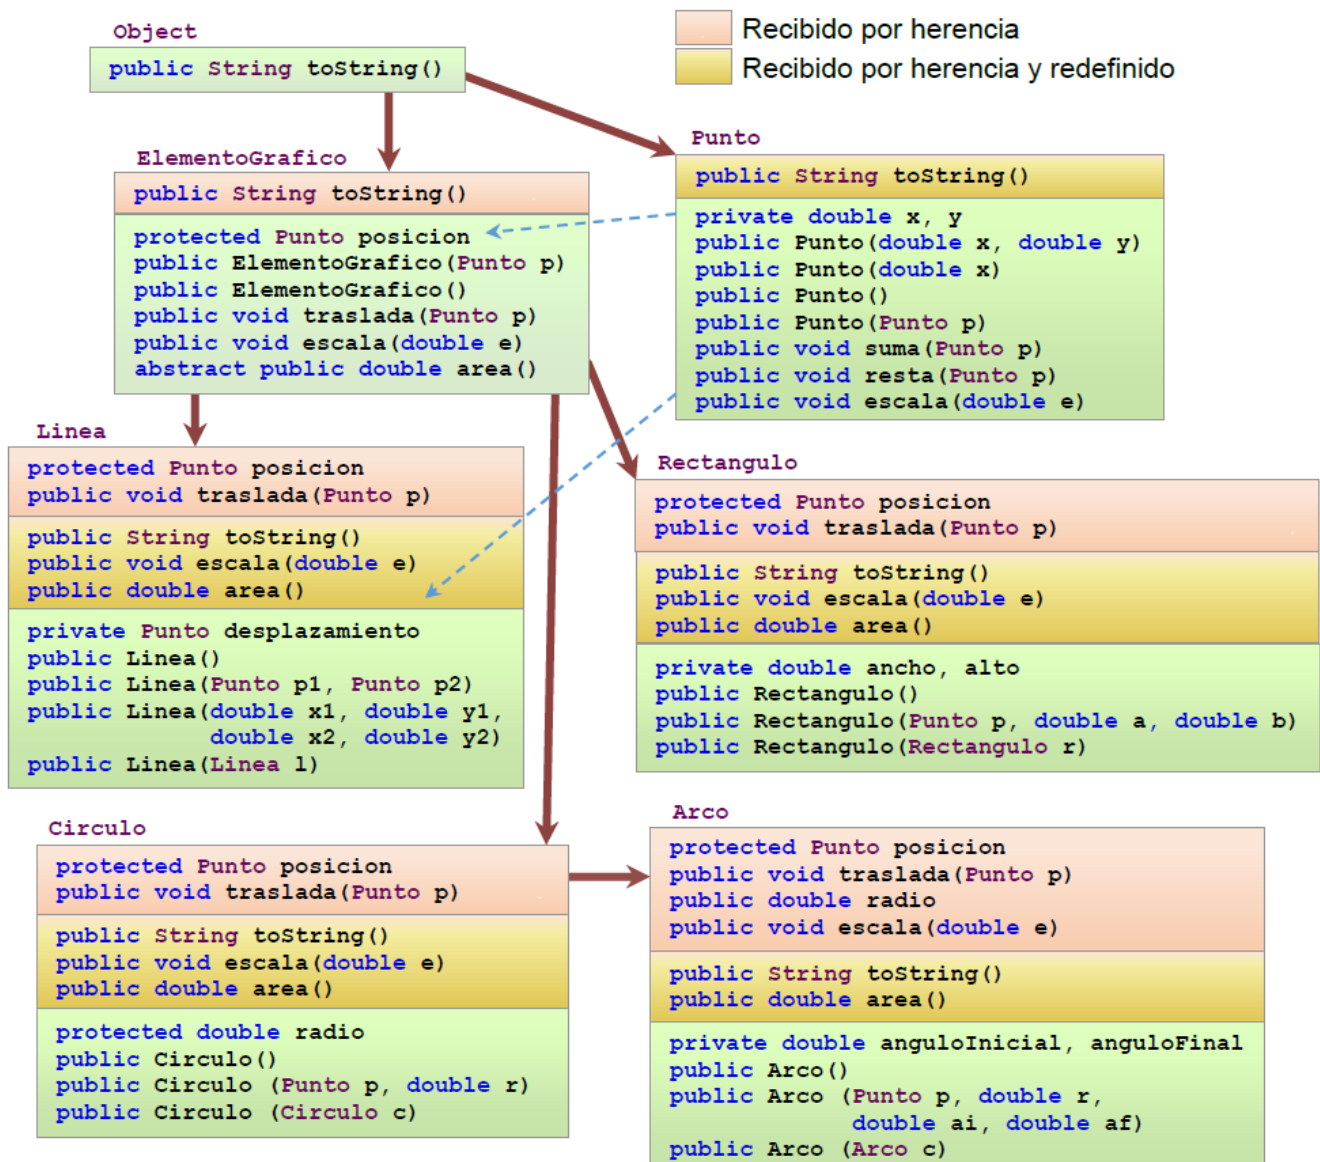 Object
public String toString()
Recibido por herencia
Recibido por herencia y redefinido
ElementoGrafico
public String toString()
protected Punto posicion
public ElementoGrafico(Punto p)
public ElementoGrafico()
public void traslada(Punto p)
public void escala(double e)
abstract public double area()
Punto
public String toString()
private double x, y
public Punto(double x, double y)
public Punto(double x)
public Punto()
public Punto(Punto p)
public void suma(Punto p)
public void resta(Punto p)
public void escala(double e)
Linea
protected Punto posicion
public void traslada(Punto p)
public String toString()
public void escala(double e)
public double area()
private Punto desplazamiento
public Linea()
public Linea(Punto p1, Punto p2)
public Linea(double x1, double y1,
double x2, double y2)
public Linea(Linea l)
Rectangulo
protected Punto posicion
public void traslada(Punto p)
public String toString()
public void escala(double e)
public double area()
private double ancho, alto
public Rectangulo()
public Rectangulo(Punto p, double a, double b)
public Rectangulo(Rectangulo r)
Circulo
protected Punto posicion
public void traslada(Punto p)
public String toString()
public void escala(double e)
public double area()
protected double radio
public Circulo()
public Circulo (Punto p, double r)
public Circulo (Circulo c)
Arco
protected Punto posicion
public void traslada(Punto p)
public double radio
public void escala(double e)
public String toString()
public double area()
private double anguloInicial, anguloFinal
public Arco()
public Arco (Punto p, double r,
double ai, double af)
public Arco (Arco c)